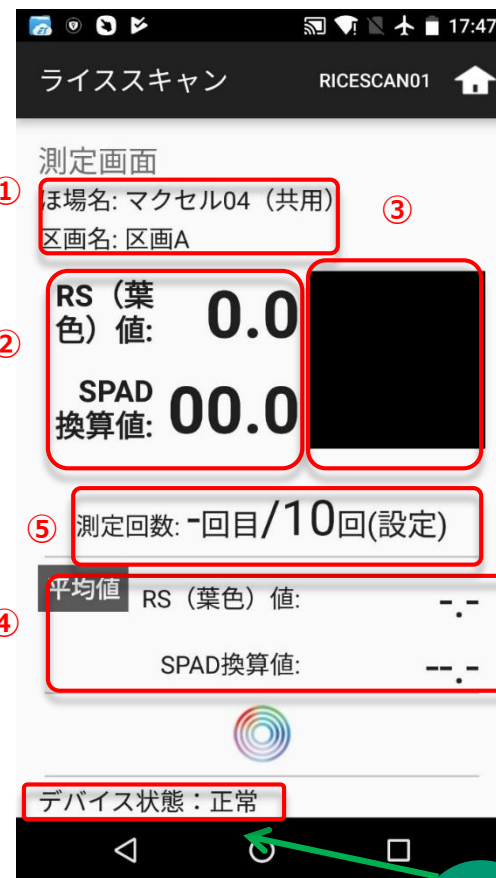 17:47
ライススキャン RICESCAN01
測定画面
①
ほ場名: マクセル04（共用）
区画名: 区画A
③
②
RS（葉
色）値: 0.0
SPAD
換算値: 00.0
⑤ 測定回数: -回目/10回(設定)
④
平均値 RS（葉色）値: -.-
SPAD換算値: --.-
デバイス状態：正常